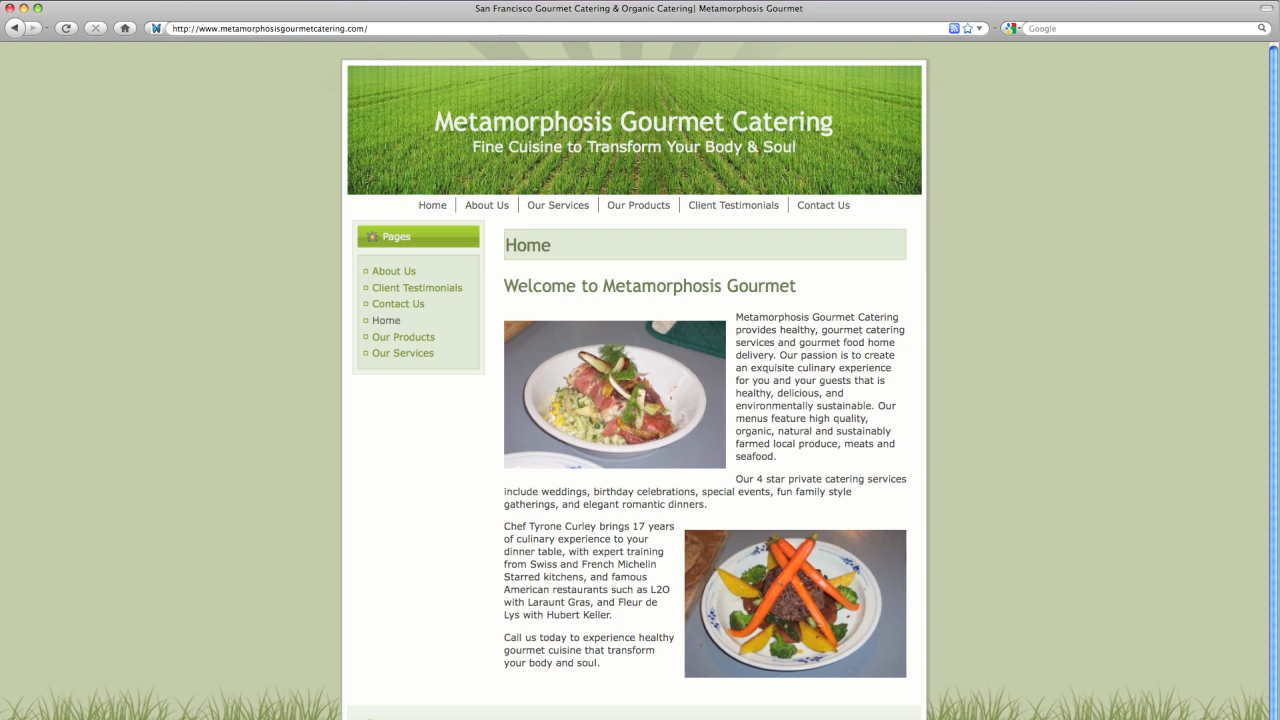 San Francisco Gourmet Catering & Organic Catering| Metamorphosis Gourmet
http://www.metamorphosisgourmetcatering.com/
Google
Metamorphosis Gourmet Catering
Fine Cuisine to Transform Your Body & Soul
Home
About Us
Our Services
Our Products
Client Testimonials
Contact Us
Pages
About Us
Client Testimonials
Contact Us
Home
Our Products
Our Services
Home
Welcome to Metamorphosis Gourmet
Metamorphosis Gourmet Catering
provides healthy, gourmet catering
services and gourmet food home
delivery. Our passion is to create
an exquisite culinary experience
for you and your guests that is
healthy, delicious, and
environmentally sustainable. Our
menus feature high quality,
organic, natural and sustainably
farmed local produce, meats and
seafood.
Our 4 star private catering services
include weddings, birthday celebrations, special events, fun family style
gatherings, and elegant romantic dinners.
Chef Tyrone Curley brings 17 years
of culinary experience to your
dinner table, with expert training
from Swiss and French Michelin
Starred kitchens, and famous
American restaurants such as L2O
with Laraunt Gras, and Fleur de
Lys with Hubert Keller.
Call us today to experience healthy
gourmet cuisine that transform
your body and soul.